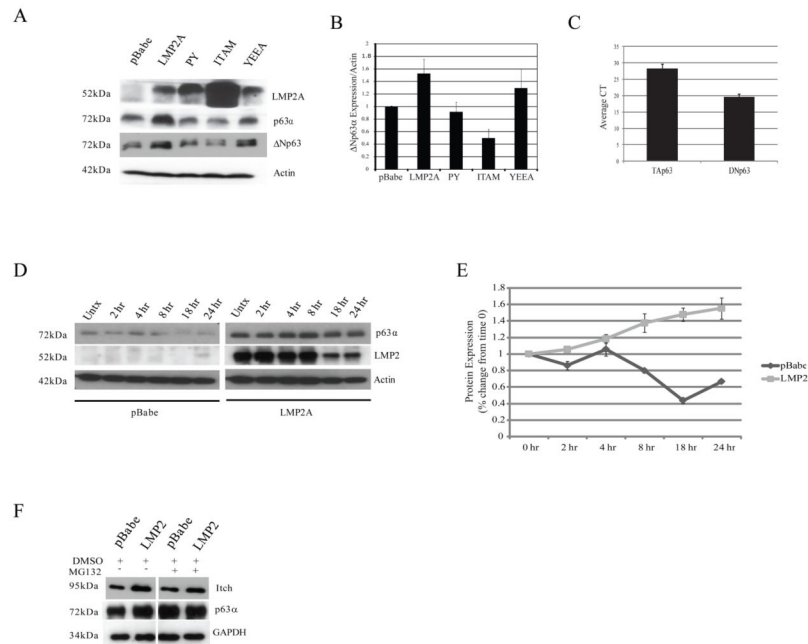 A
pBabe LMP2A PY ITAM YEEA
52kDa LMP2A
72kDa p63α
72kDa ΔNp63
42kDa Actin
B
ΔNp63α Expression/Actin
2
1.8
1.6
1.4
1.2
1
0.8
0.6
0.4
0.2
0
pBabe LMP2A PY ITAM YEEA
C
Average CT
35
30
25
20
15
10
5
0
TAp63 DNp63
D
Untx 2 hr 4 hr 8 hr 18 hr 24 hr Untx 2 hr 4 hr 8 hr 18 hr 24 hr
72kDa p63α
52kDa LMP2
42kDa Actin
pBabe LMP2A
E
Protein Expression
(% change from time 0)
1.8
1.6
1.4
1.2
1
0.8
0.6
0.4
0.2
0
0 hr 2 hr 4 hr 8 hr 18 hr 24 hr
pBabe
LMP2
F
pBabe LMP2 pBabe LMP2
DMSO + + + +
MG132 - - + +
95kDa Itch
72kDa p63α
34kDa GAPDH